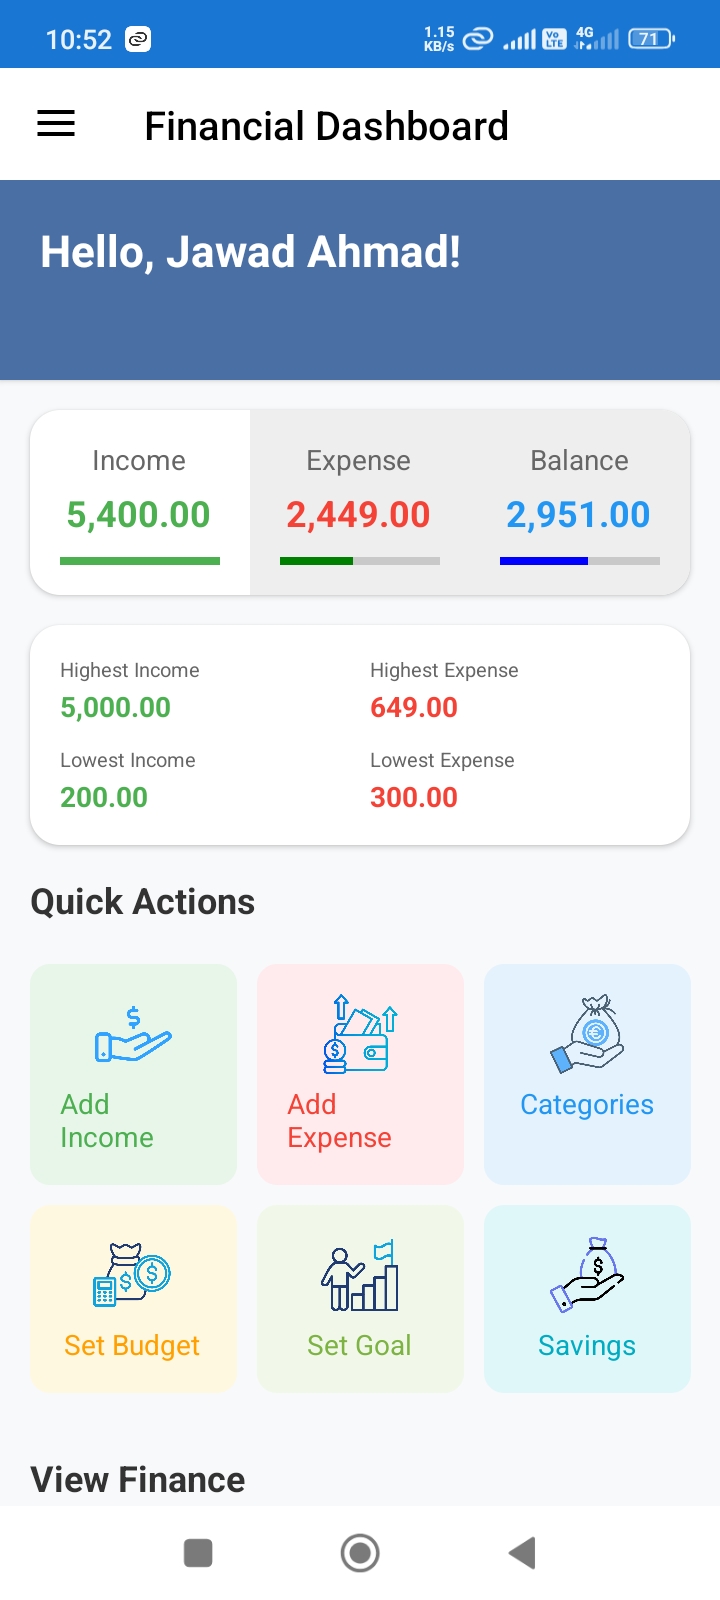 10:52
1.15
KB/s
Vo
LTE
4G
71
Financial Dashboard
Hello, Jawad Ahmad!
Income
Expense
Balance
5,400.00
2,449.00
2,951.00
Highest Income
Highest Expense
5,000.00
649.00
Lowest Income
Lowest Expense
200.00
300.00
Quick Actions
Add
Income
Add
Expense
Categories
Set Budget
Set Goal
Savings
View Finance